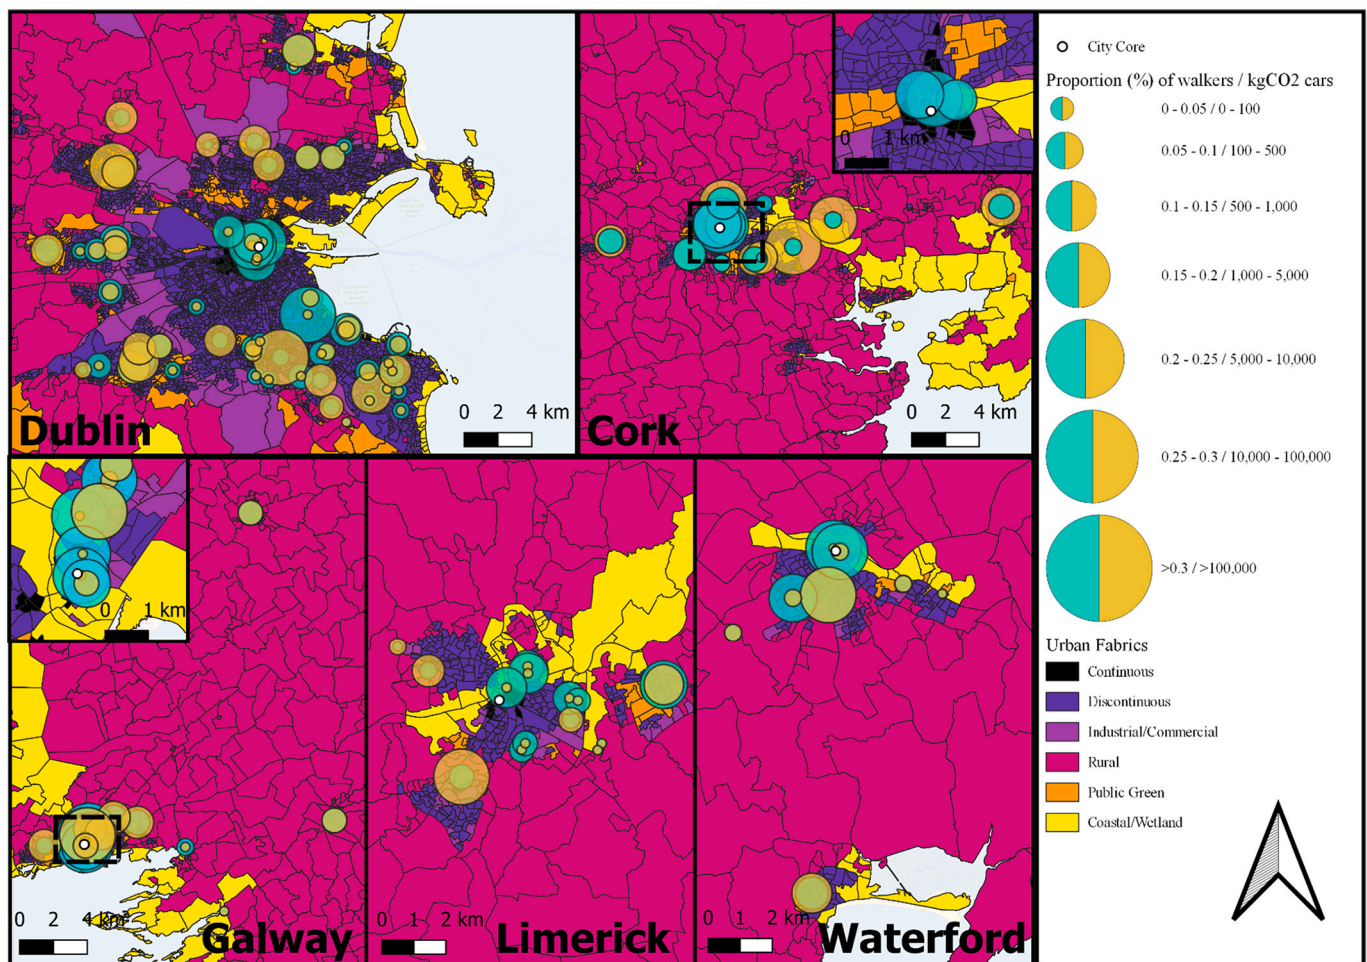 Dublin
0 2 4 km
Cork
0 2 4 km
0 1 km
Galway
0 2 4 km
0 1 km
Limerick
0 1 2 km
Waterford
0 1 2 km
City Core
Proportion (%) of walkers / kgCO2 cars
0 - 0.05 / 0 - 100
0.05 - 0.1 / 100 - 500
0.1 - 0.15 / 500 - 1,000
0.15 - 0.2 / 1,000 - 5,000
0.2 - 0.25 / 5,000 - 10,000
0.25 - 0.3 / 10,000 - 100,000
>0.3 / >100,000
Urban Fabrics
Continuous
Discontinuous
Industrial/Commercial
Rural
Public Green
Coastal/Wetland